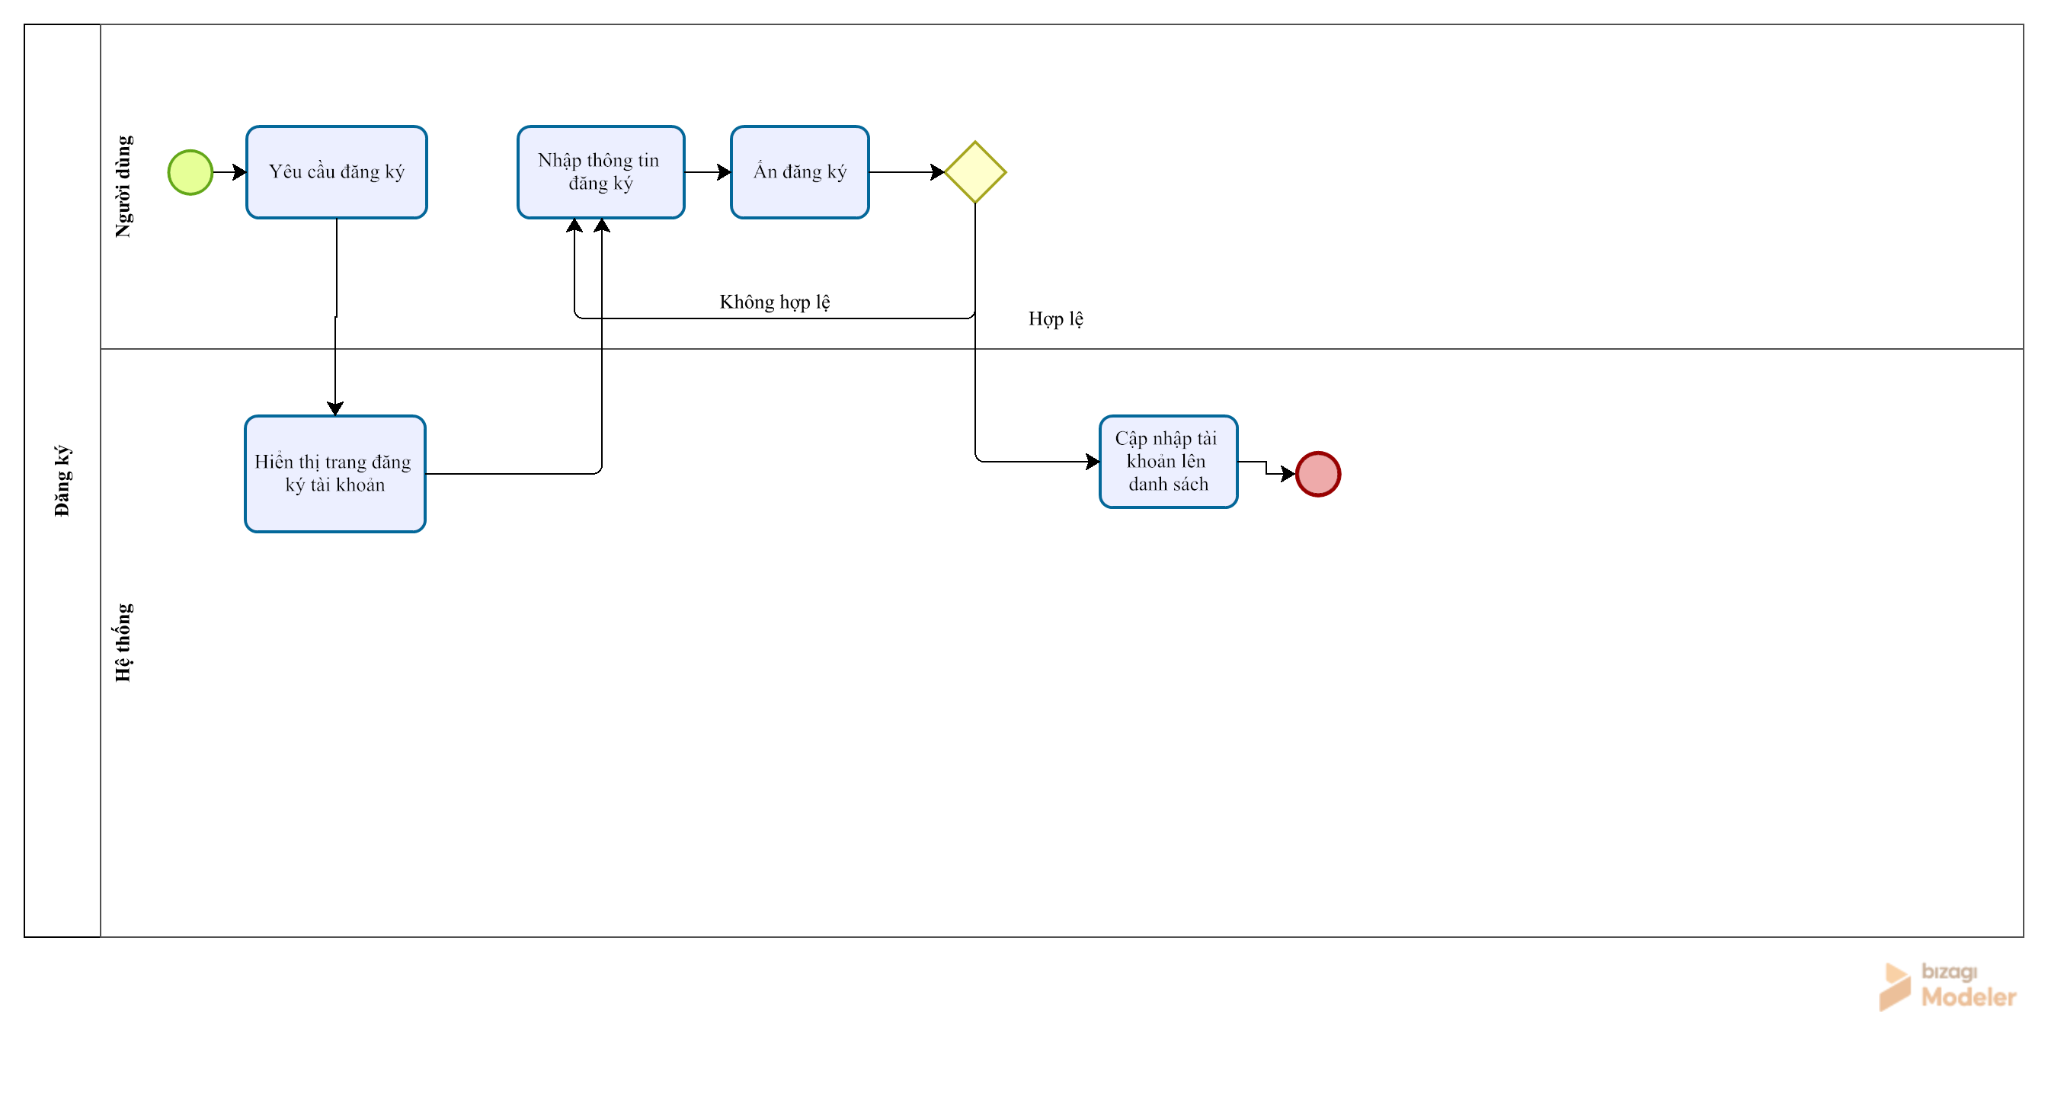 Đăng ký
Người dùng
Yêu cầu đăng ký
Nhập thông tin
đăng ký
Ấn đăng ký
Không hợp lệ
Hợp lệ
Hệ thống
Hiển thị trang đăng
ký tài khoản
Cập nhập tài
khoản lên
danh sách
bizagi
Modeler